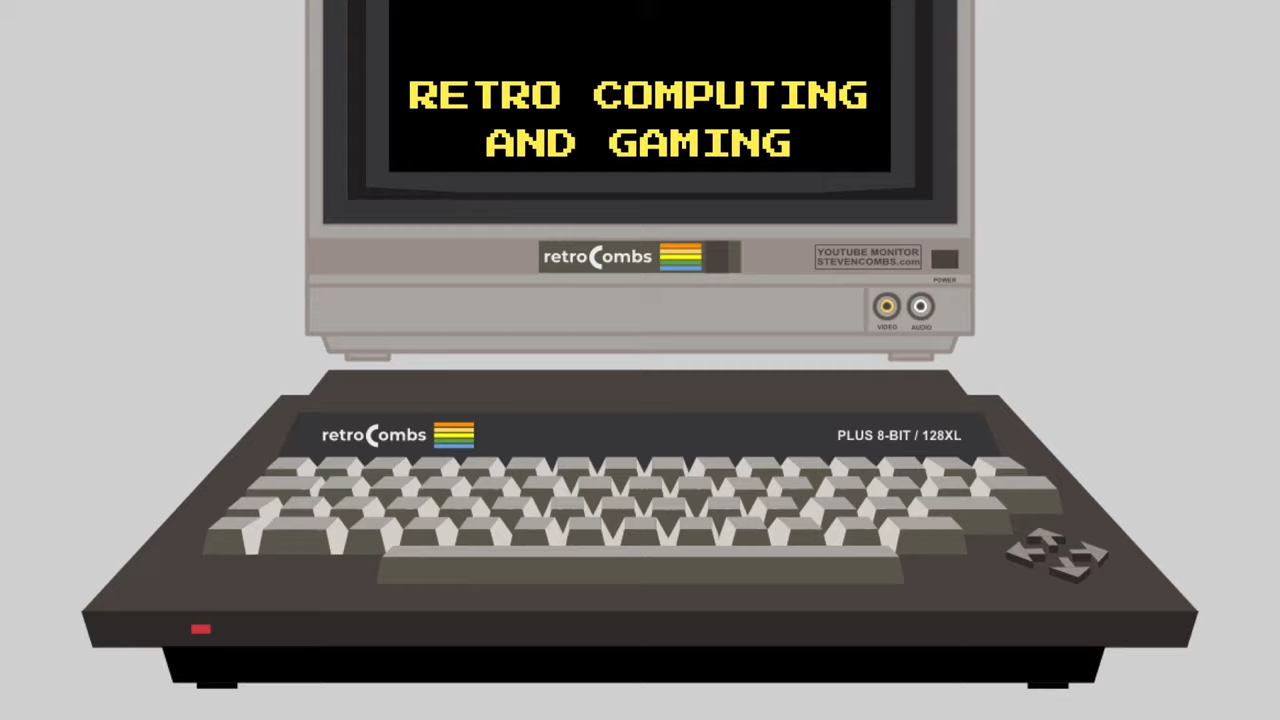 RETRO COMPUTING
AND GAMING
retroCombs
YOUTUBE MONITOR
STEVENCOMBS.com
POWER
VIDEO
AUDIO
retroCombs
PLUS 8-BIT / 128XL